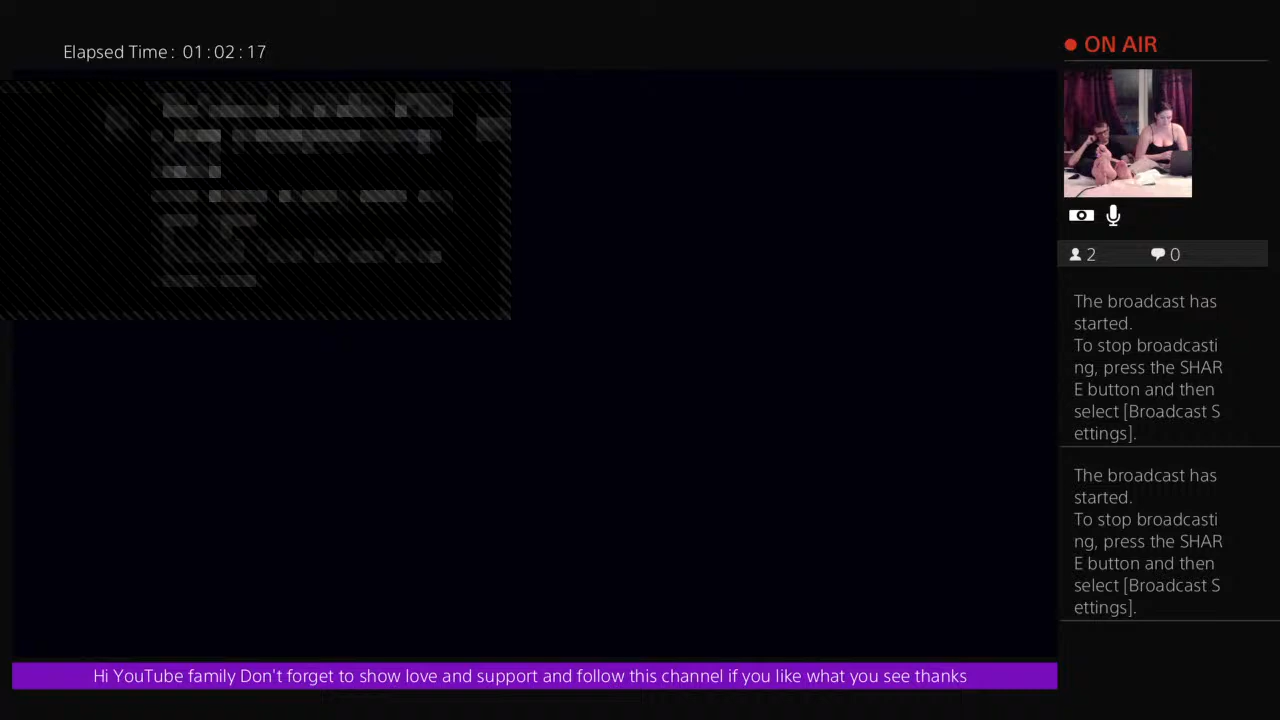 Elapsed Time: 01:02:17
ON AIR
2 0
The broadcast has
started.
To stop broadcasti
ng, press the SHAR
E button and then
select [Broadcast S
ettings].
The broadcast has
started.
To stop broadcasti
ng, press the SHAR
E button and then
select [Broadcast S
ettings].
Hi YouTube family Don't forget to show love and support and follow this channel if you like what you see thanks